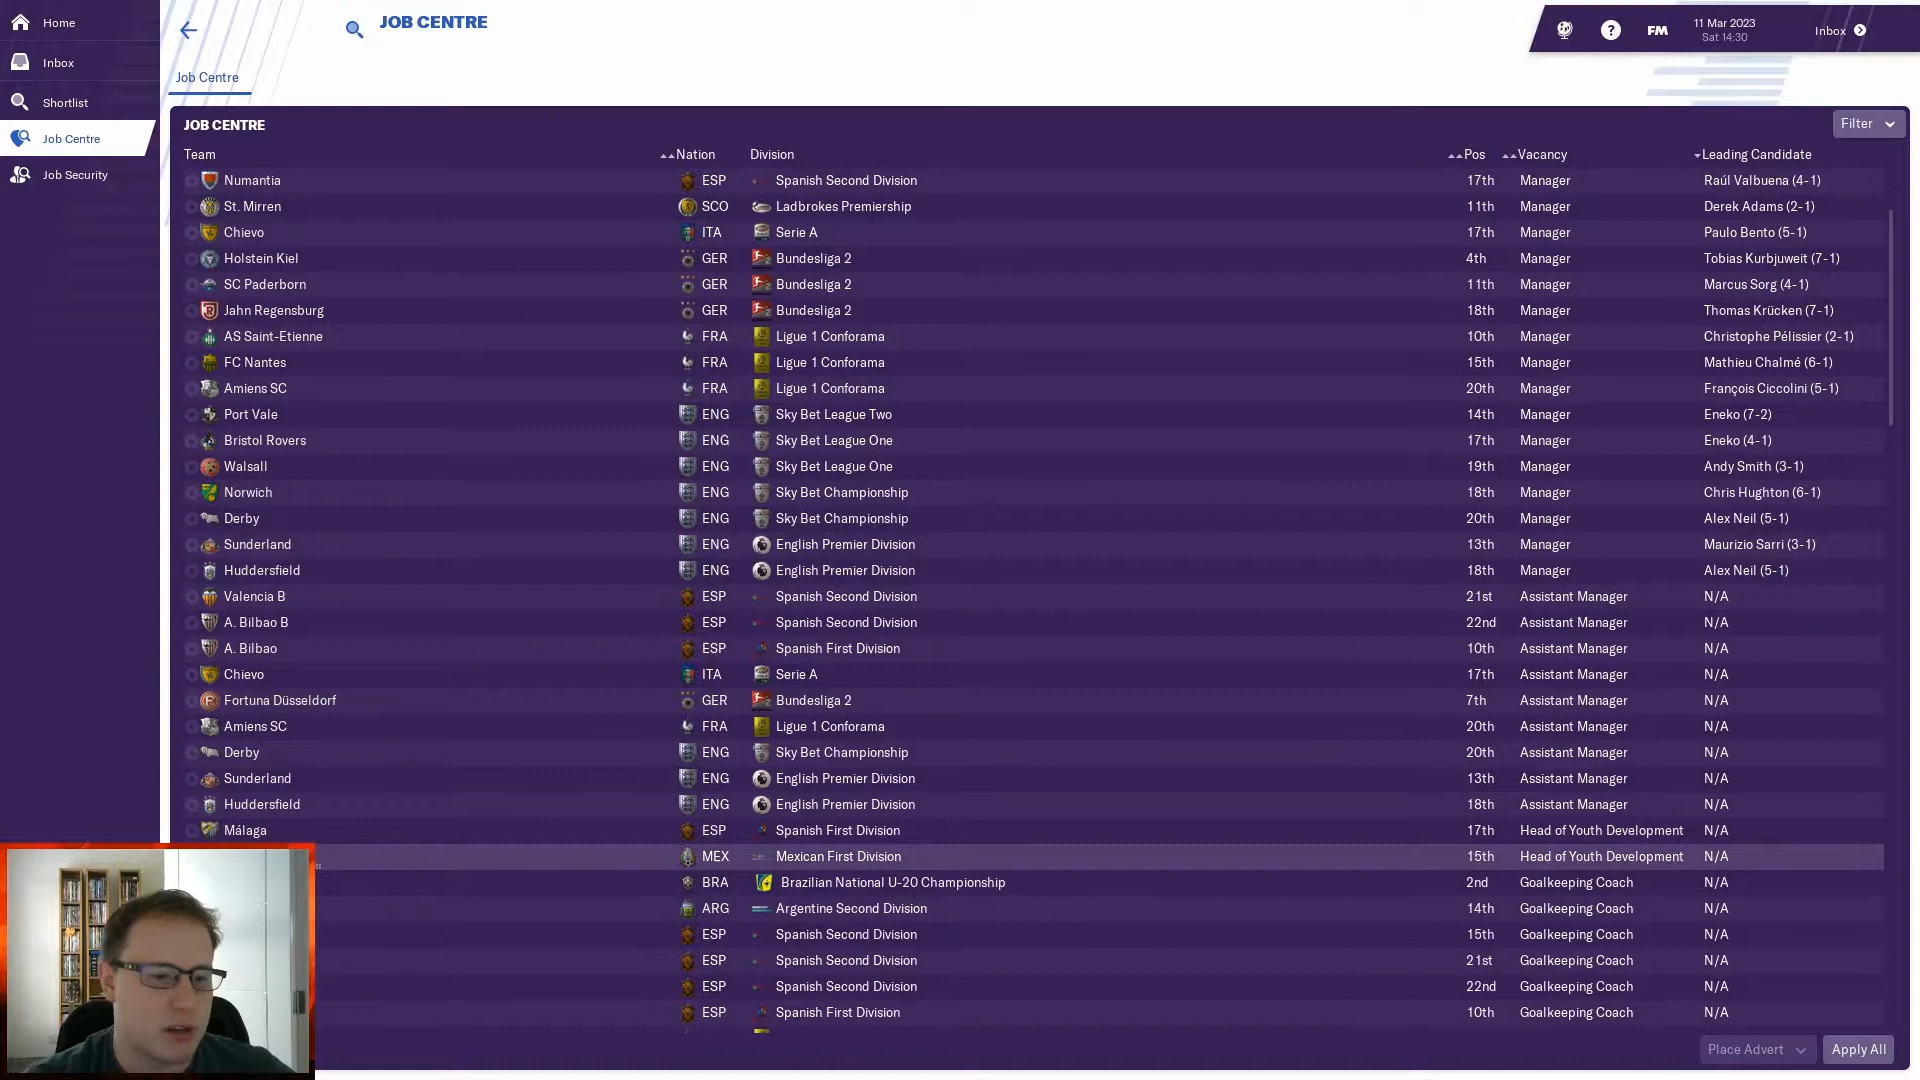 Home
Inbox
Shortlist
Job Centre
Job Security
JOB CENTRE
? FM 11 Mar 2023 Inbox
Sat 14:30
Job Centre
JOB CENTRE
Filter
Team Nation Division Pos Vacancy Leading Candidate
Numantia ESP Spanish Second Division 17th Manager Raúl Valbuena (4-1)
St. Mirren SCO Ladbrokes Premiership 11th Manager Derek Adams (2-1)
Chievo ITA Serie A 17th Manager Paulo Bento (5-1)
Holstein Kiel GER Bundesliga 2 4th Manager Tobias Kurbjuweit (7-1)
SC Paderborn GER Bundesliga 2 11th Manager Marcus Sorg (4-1)
Jahn Regensburg GER Bundesliga 2 18th Manager Thomas Krücken (7-1)
AS Saint-Etienne FRA Ligue 1 Conforama 10th Manager Christophe Pélissier (2-1)
FC Nantes FRA Ligue 1 Conforama 15th Manager Mathieu Chalmé (6-1)
Amiens SC FRA Ligue 1 Conforama 20th Manager François Ciccolini (5-1)
Port Vale ENG Sky Bet League Two 14th Manager Eneko (7-2)
Bristol Rovers ENG Sky Bet League One 17th Manager Eneko (4-1)
Walsall ENG Sky Bet League One 19th Manager Andy Smith (3-1)
Norwich ENG Sky Bet Championship 18th Manager Chris Hughton (6-1)
Derby ENG Sky Bet Championship 20th Manager Alex Neil (5-1)
Sunderland ENG English Premier Division 13th Manager Maurizio Sarri (3-1)
Huddersfield ENG English Premier Division 18th Manager Alex Neil (5-1)
Valencia B ESP Spanish Second Division 21st Assistant Manager N/A
A. Bilbao B ESP Spanish Second Division 22nd Assistant Manager N/A
A. Bilbao ESP Spanish First Division 10th Assistant Manager N/A
Chievo ITA Serie A 17th Assistant Manager N/A
Fortuna Düsseldorf GER Bundesliga 2 7th Assistant Manager N/A
Amiens SC FRA Ligue 1 Conforama 20th Assistant Manager N/A
Derby ENG Sky Bet Championship 20th Assistant Manager N/A
Sunderland ENG English Premier Division 13th Assistant Manager N/A
Huddersfield ENG English Premier Division 18th Assistant Manager N/A
Málaga ESP Spanish First Division 17th Head of Youth Development N/A
MEX Mexican First Division 15th Head of Youth Development N/A
BRA Brazilian National U-20 Championship 2nd Goalkeeping Coach N/A
ARG Argentine Second Division 14th Goalkeeping Coach N/A
ESP Spanish Second Division 15th Goalkeeping Coach N/A
ESP Spanish Second Division 21st Goalkeeping Coach N/A
ESP Spanish Second Division 22nd Goalkeeping Coach N/A
ESP Spanish First Division 10th Goalkeeping Coach N/A
Place Advert Apply All